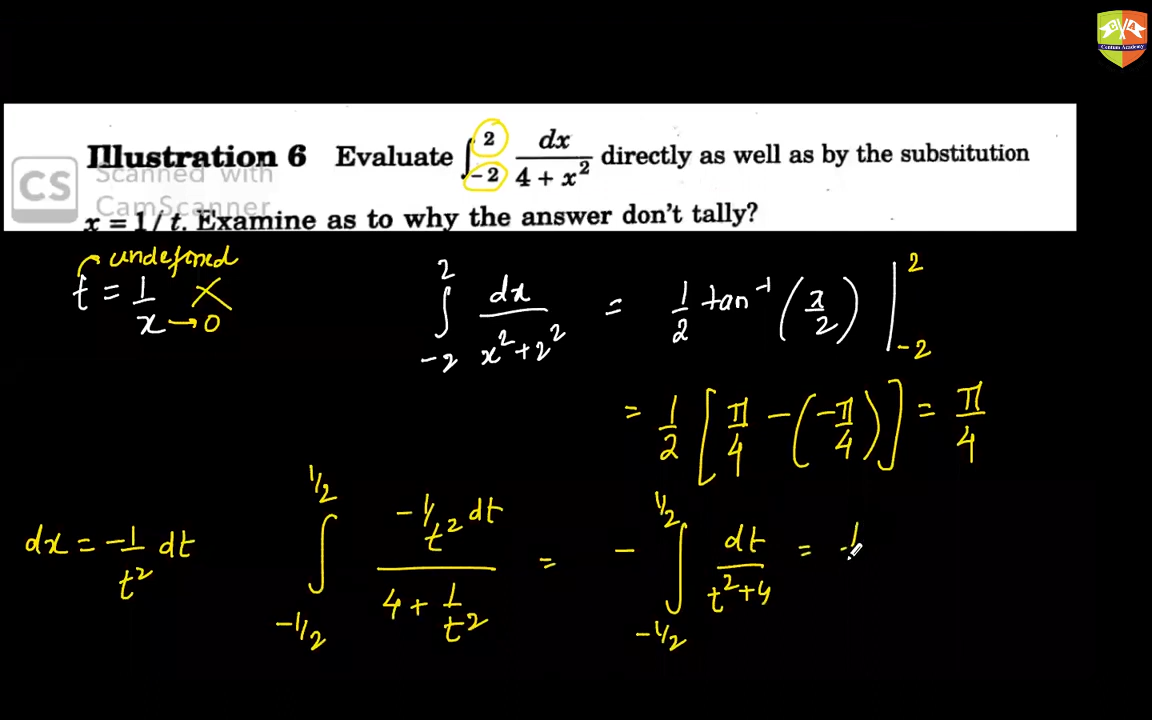 CVA
Centum Academy
Illustration 6 Evaluate ∫_{-2}^{2} dx/(4 + x²) directly as well as by the substitution
CS Scanned with
CamScanner
x = 1/t. Examine as to why the answer don't tally?
undefined
t = 1/x x → 0
∫_{-2}^{2} dx/(x²+2²) = 1/2 tan⁻¹(x/2) |_{-2}^{2}
= 1/2 [π/4 - (-π/4)] = π/4
dx = -1/t² dt
∫_{-1/2}^{1/2} (-1/t² dt)/(4 + 1/t²) = - ∫_{-1/2}^{1/2} dt/(t²+4) =